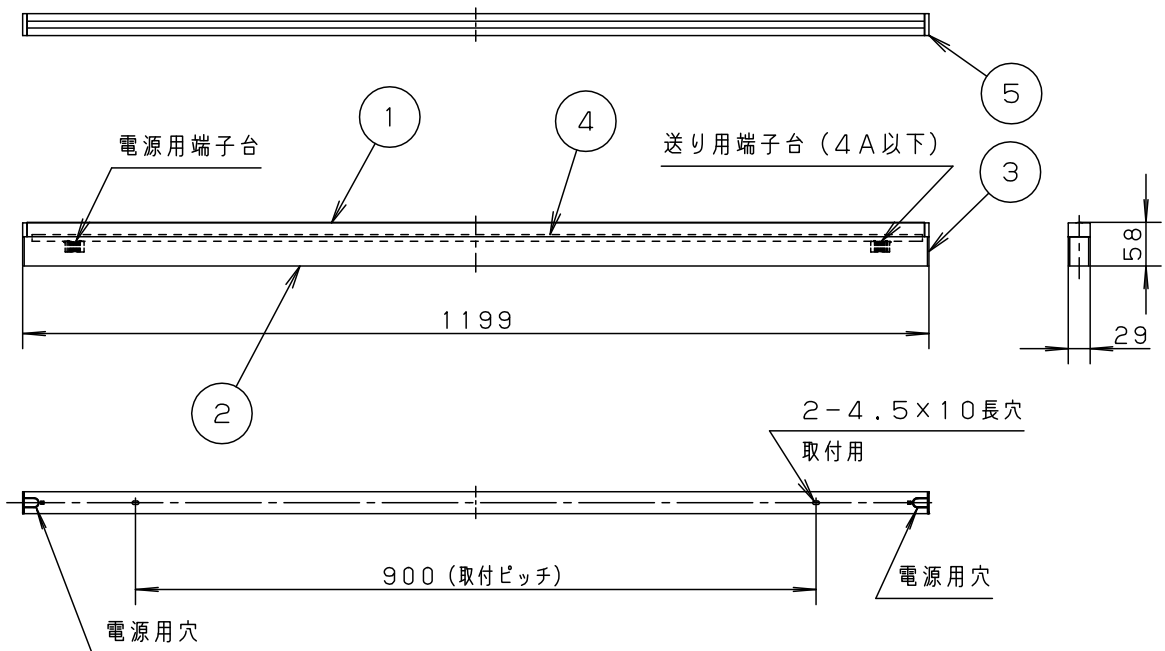 ⑤
①
④
電源用端子台
送り用端子台（4A以下）
③
58
1199
29
②
2-4.5×10長穴
取付用
900（取付ピッチ）
電源用穴
電源用穴